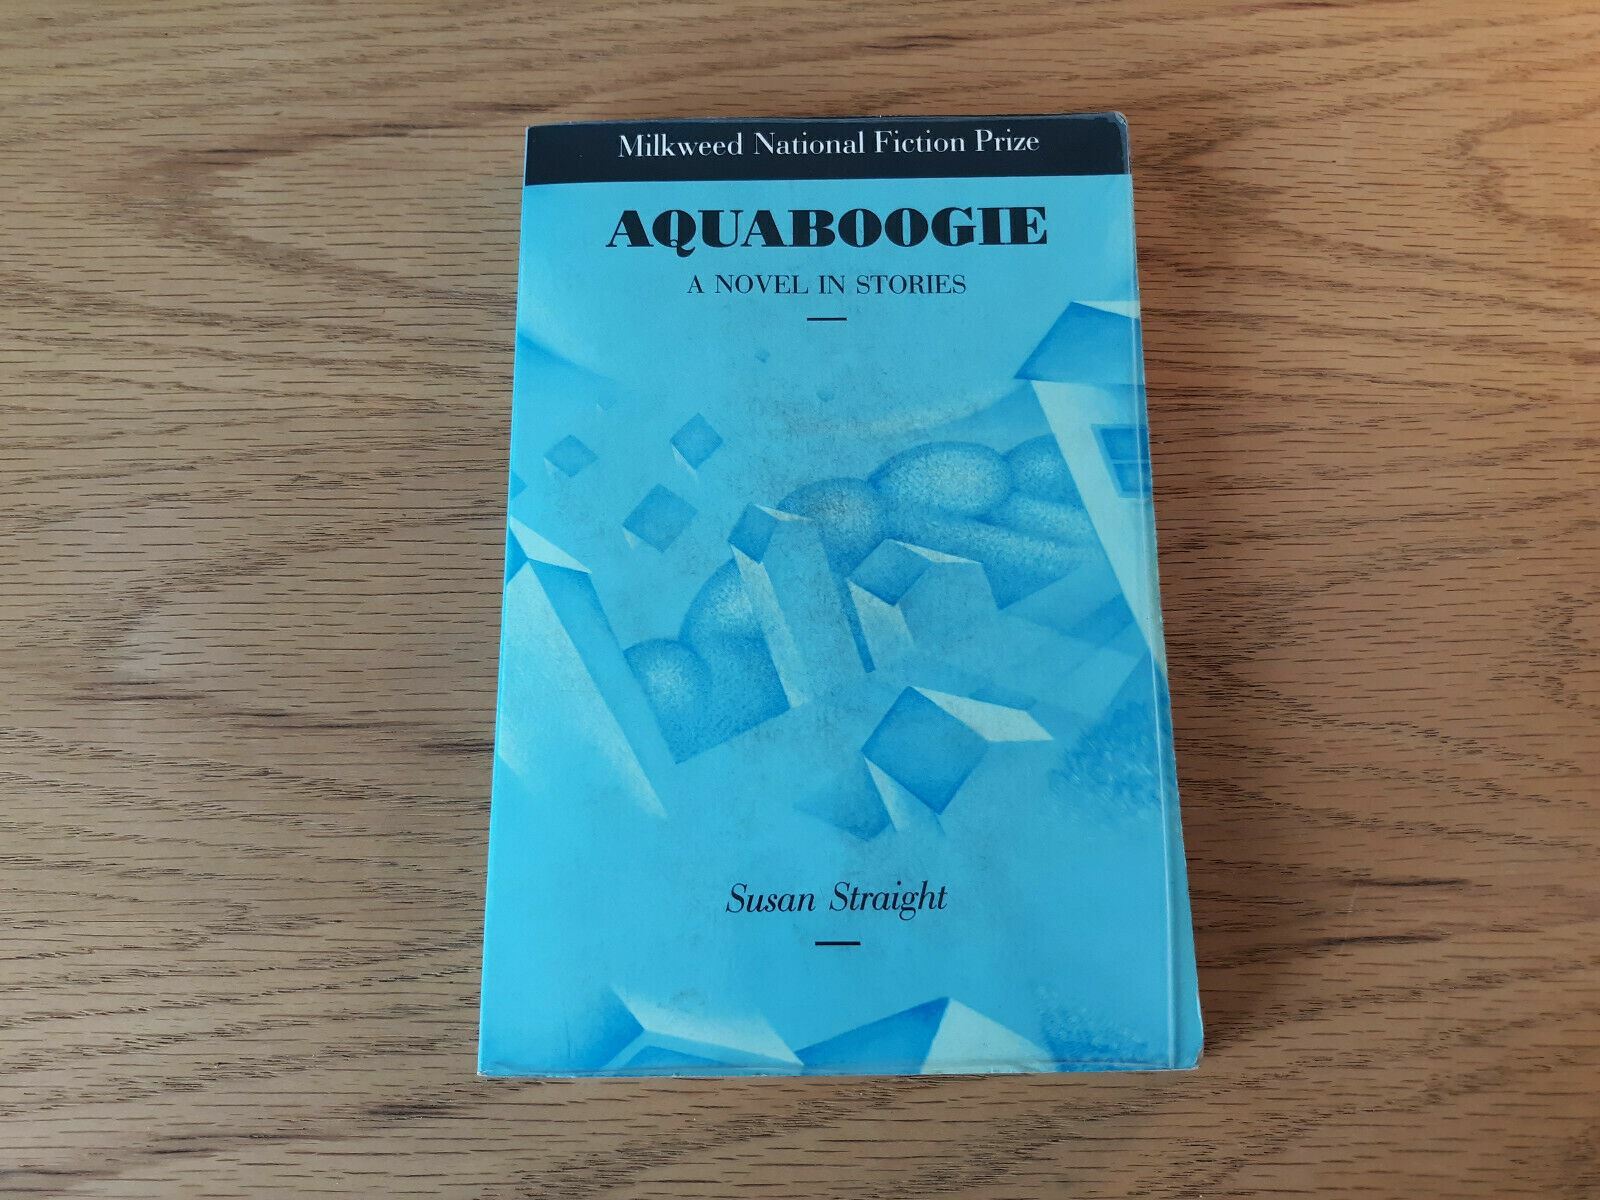 Milkweed National Fiction Prize
AQUABOOGIE
A NOVEL IN STORIES
Susan Straight